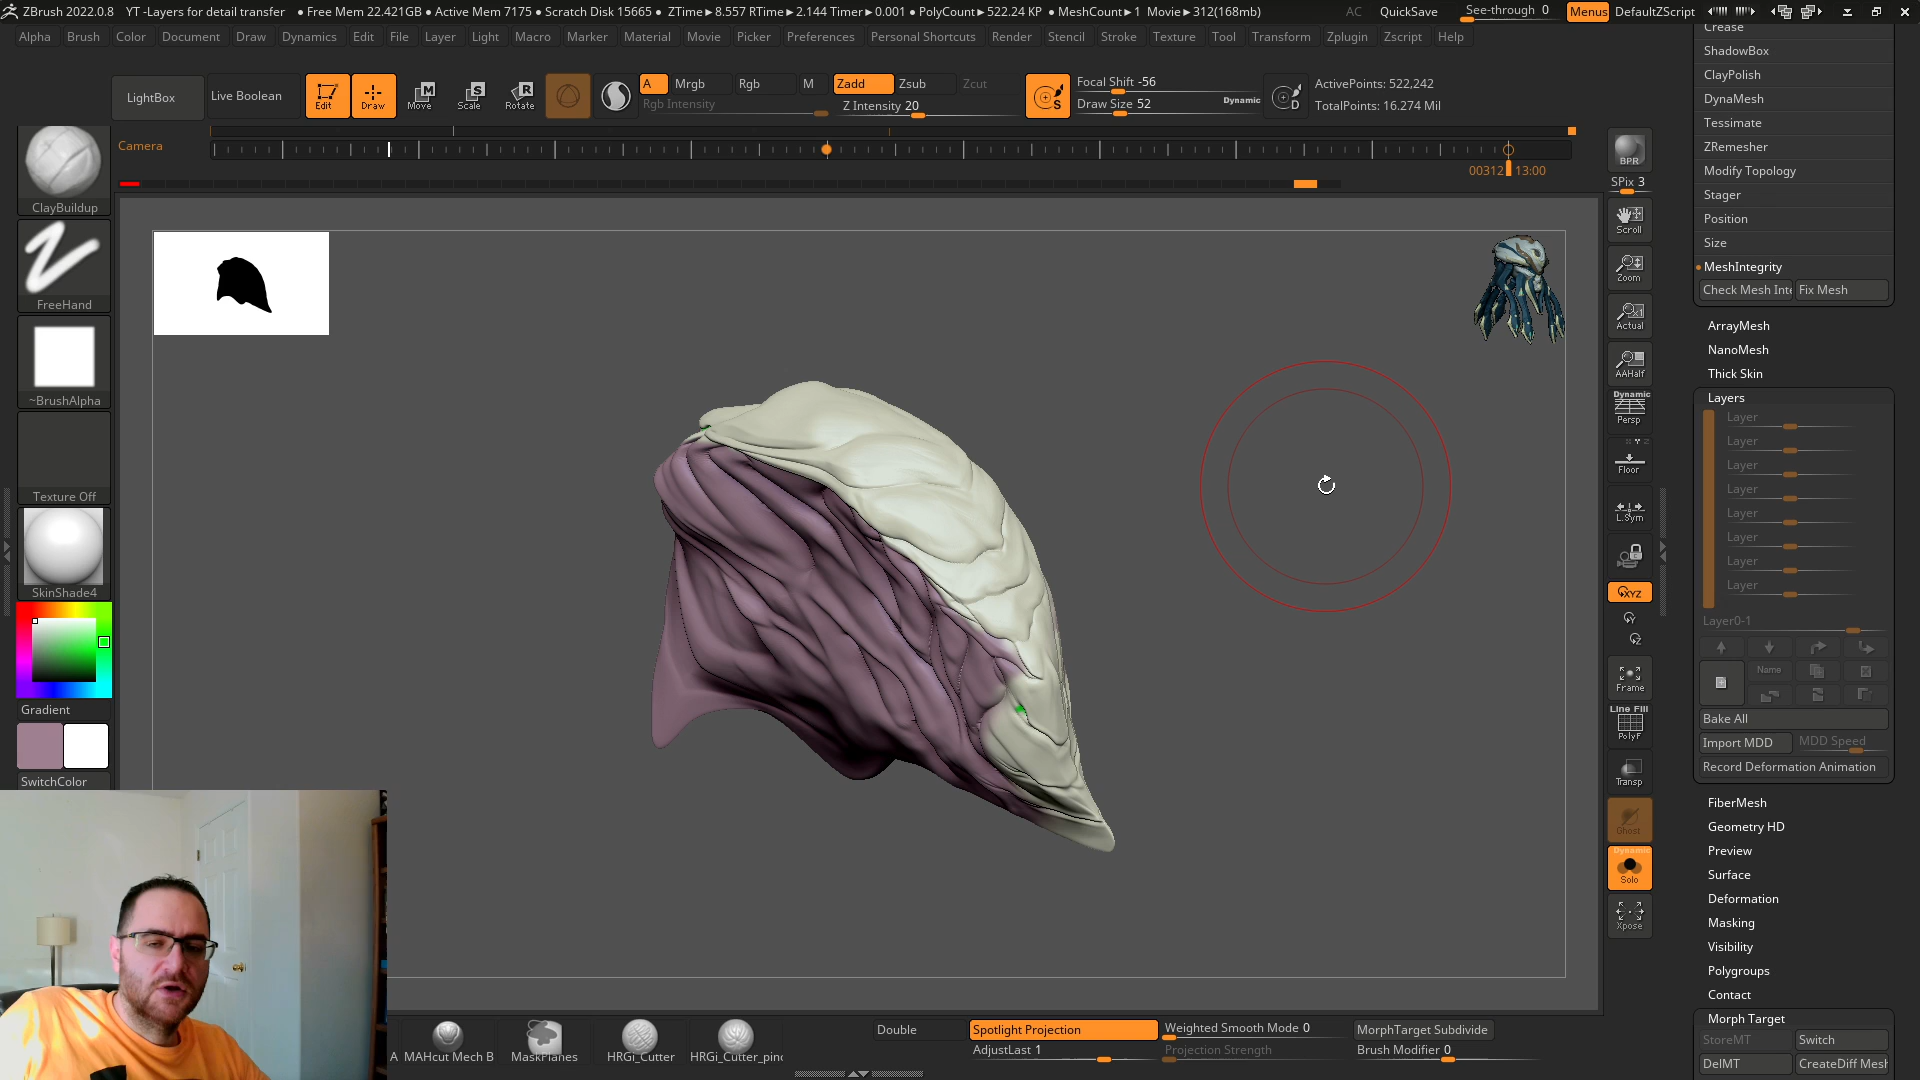 ZBrush 2022.0.8 YT -Layers for detail transfer ● Free Mem 22.421GB ● Active Mem 7175 ● Scratch Disk 15665 ● ZTime►8.557 RTime►2.144 Timer►0.001 ● PolyCount►522.24 KP ● MeshCount►1 Movie►312(168mb) AC QuickSave See-through 0 Menus DefaultZScript
Alpha Brush Color Document Draw Dynamics Edit File Layer Light Macro Marker Material Movie Picker Preferences Personal Shortcuts Render Stencil Stroke Texture Tool Transform Zplugin Zscript Help
LightBox Live Boolean Edit Draw Move Scale Rotate
A Mrgb Rgb M Zadd Zsub Zcut
Rgb Intensity Z Intensity 20
Focal Shift -56
Draw Size 52 Dynamic
ActivePoints: 522,242
TotalPoints: 16.274 Mil
Camera
00312 13:00
ClayBuildup
FreeHand
~BrushAlpha
Texture Off
SkinShade4
Gradient
SwitchColor
BPR
SPix 3
Scroll
Zoom
Actual
AAHalf
Dynamic
Persp
Floor
L.Sym
XYZ
Y
Z
Frame
Line Fill
PolyF
Transp
Ghost
Dynamic
Solo
Xpose
Crease
ShadowBox
ClayPolish
DynaMesh
Tessimate
ZRemesher
Modify Topology
Stager
Position
Size
MeshIntegrity
Check Mesh Inte Fix Mesh
ArrayMesh
NanoMesh
Thick Skin
Layers
Layer
Layer
Layer
Layer
Layer
Layer
Layer
Layer
Layer0-1
Name
Bake All
Import MDD MDD Speed
Record Deformation Animation
FiberMesh
Geometry HD
Preview
Surface
Deformation
Masking
Visibility
Polygroups
Contact
Morph Target
StoreMT Switch
DelMT CreateDiff Mesh
A MAHcut Mech B MaskPlanes HRGi_Cutter HRGi_Cutter_pinc
Double Spotlight Projection Weighted Smooth Mode 0 MorphTarget Subdivide
AdjustLast 1 Projection Strength Brush Modifier 0